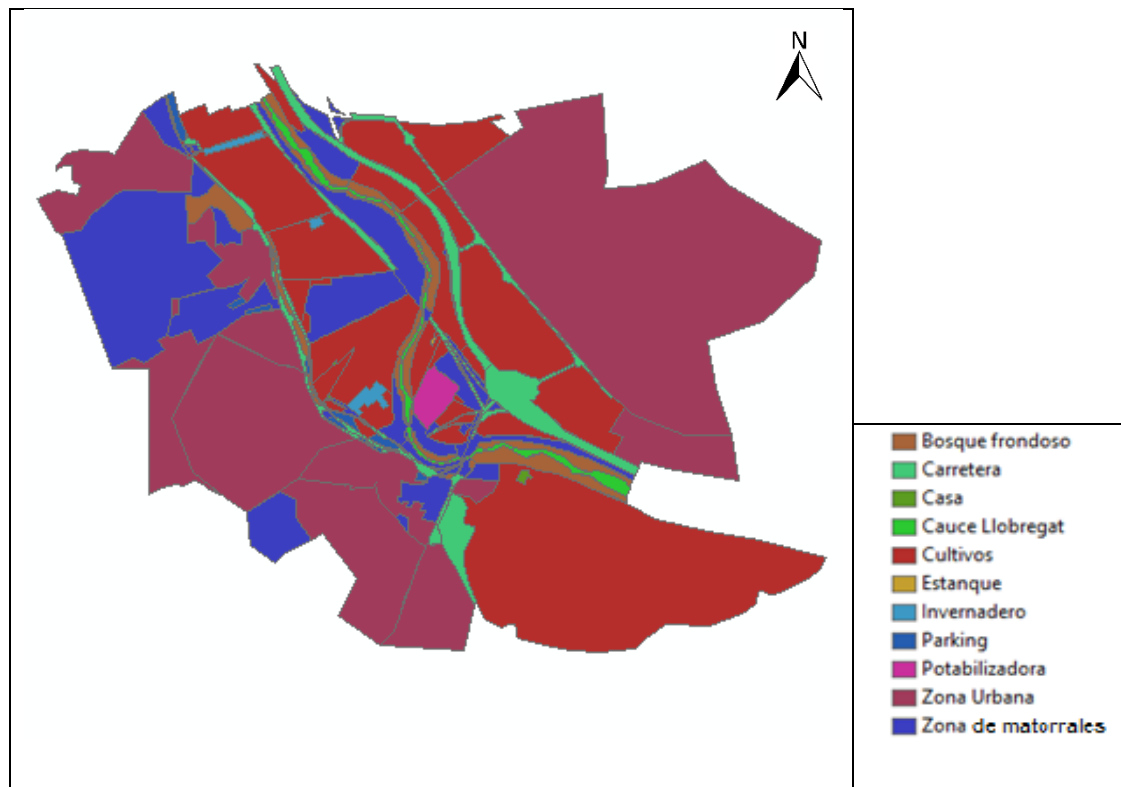 N
Bosque frondoso
Carretera
Casa
Cauce Llobregat
Cultivos
Estanque
Invernadero
Parking
Potabilizadora
Zona Urbana
Zona de matorrales